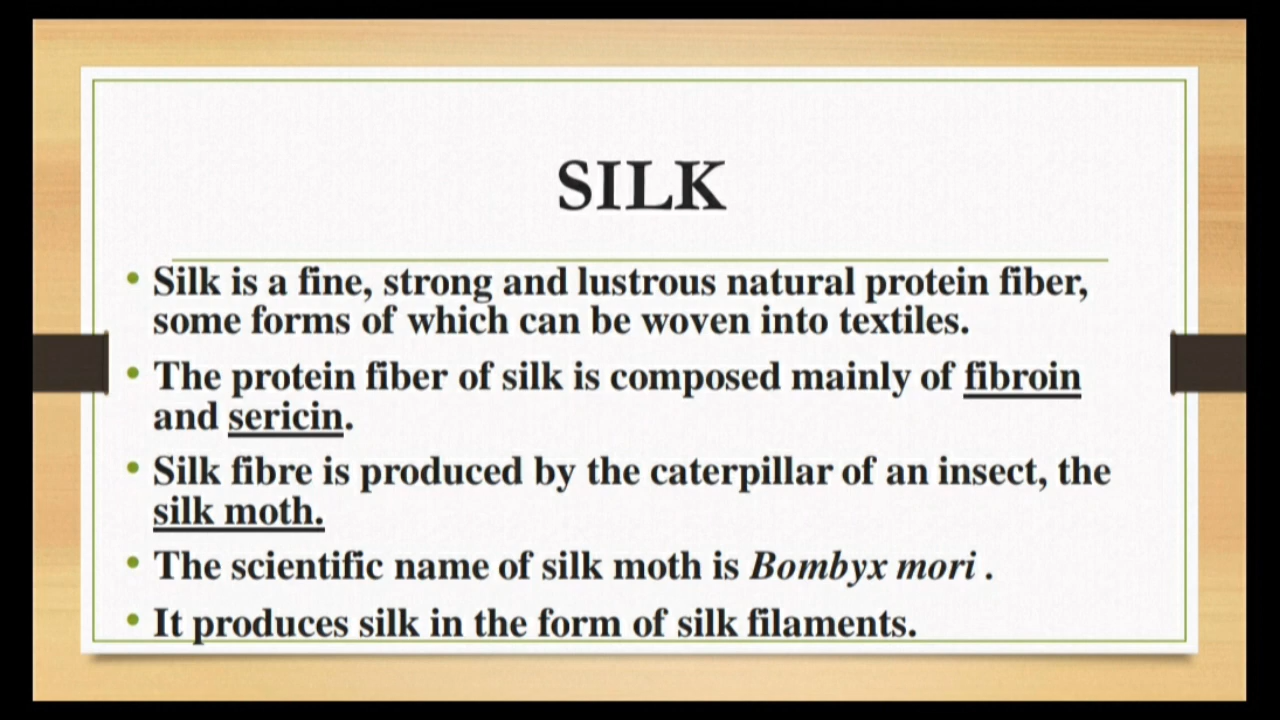 SILK
• Silk is a fine, strong and lustrous natural protein fiber,
some forms of which can be woven into textiles.
• The protein fiber of silk is composed mainly of fibroin
and sericin.
• Silk fibre is produced by the caterpillar of an insect, the
silk moth.
• The scientific name of silk moth is Bombyx mori .
• It produces silk in the form of silk filaments.